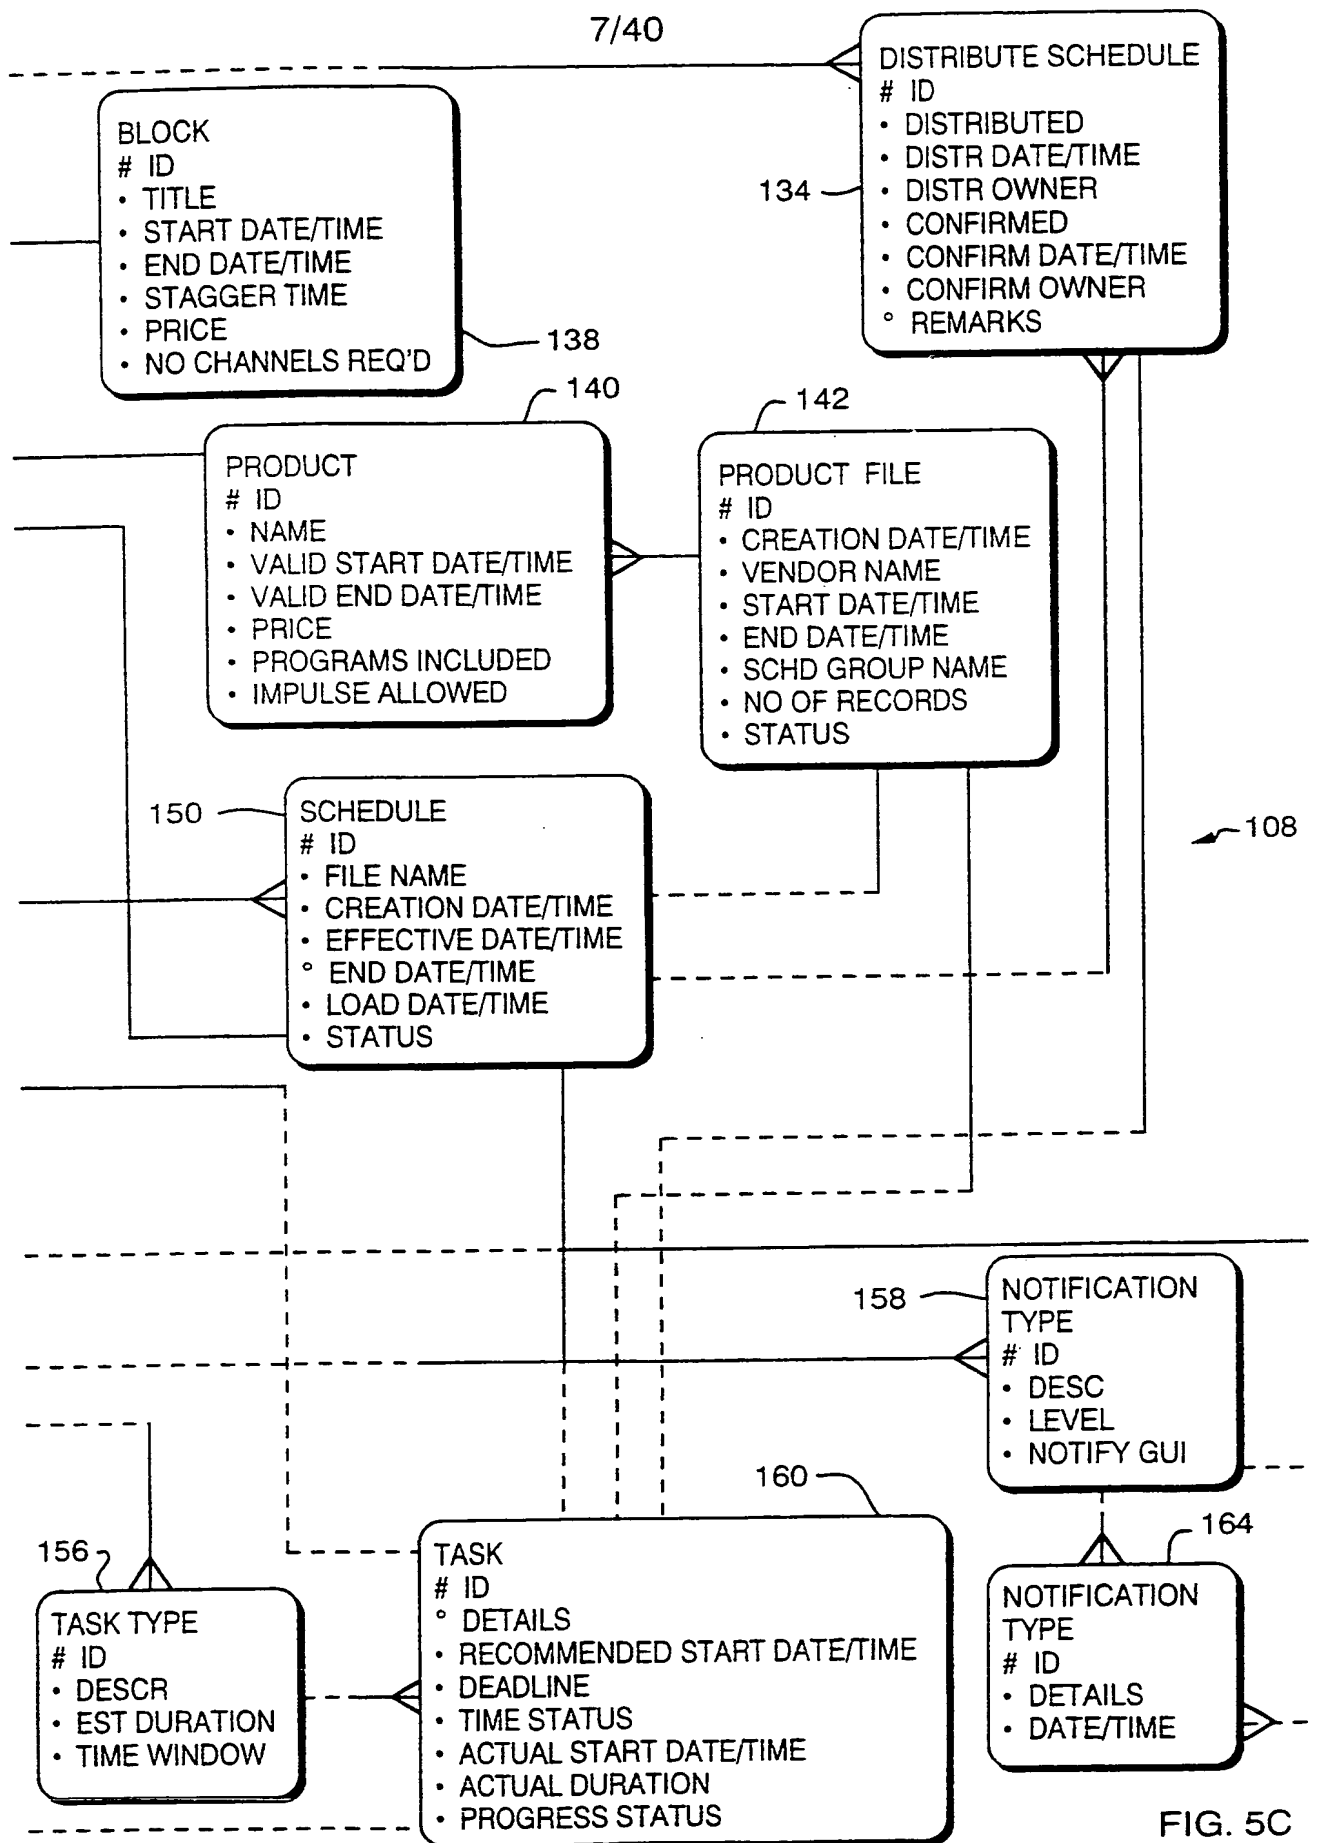 7/40
DISTRIBUTE SCHEDULE
# ID
• DISTRIBUTED
• DISTR DATE/TIME
• DISTR OWNER
• CONFIRMED
• CONFIRM DATE/TIME
• CONFIRM OWNER
° REMARKS
134
BLOCK
# ID
• TITLE
• START DATE/TIME
• END DATE/TIME
• STAGGER TIME
• PRICE
• NO CHANNELS REQ'D
138
140
PRODUCT
# ID
• NAME
• VALID START DATE/TIME
• VALID END DATE/TIME
• PRICE
• PROGRAMS INCLUDED
• IMPULSE ALLOWED
142
PRODUCT FILE
# ID
• CREATION DATE/TIME
• VENDOR NAME
• START DATE/TIME
• END DATE/TIME
• SCHD GROUP NAME
• NO OF RECORDS
• STATUS
150
SCHEDULE
# ID
• FILE NAME
• CREATION DATE/TIME
• EFFECTIVE DATE/TIME
° END DATE/TIME
• LOAD DATE/TIME
• STATUS
108
158
NOTIFICATION
TYPE
# ID
• DESC
• LEVEL
• NOTIFY GUI
156
TASK TYPE
# ID
• DESCR
• EST DURATION
• TIME WINDOW
160
TASK
# ID
° DETAILS
• RECOMMENDED START DATE/TIME
• DEADLINE
• TIME STATUS
• ACTUAL START DATE/TIME
• ACTUAL DURATION
• PROGRESS STATUS
164
NOTIFICATION
TYPE
# ID
• DETAILS
• DATE/TIME
FIG. 5C